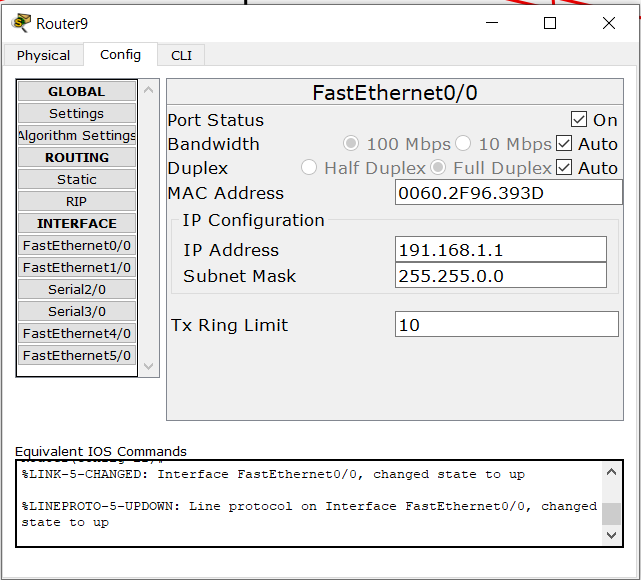 Router9
Physical Config CLI
GLOBAL
Settings
Algorithm Settings
ROUTING
Static
RIP
INTERFACE
FastEthernet0/0
FastEthernet1/0
Serial2/0
Serial3/0
FastEthernet4/0
FastEthernet5/0
FastEthernet0/0
Port Status On
Bandwidth 100 Mbps 10 Mbps Auto
Duplex Half Duplex Full Duplex Auto
MAC Address 0060.2F96.393D
IP Configuration
IP Address 191.168.1.1
Subnet Mask 255.255.0.0
Tx Ring Limit 10
Equivalent IOS Commands
%LINK-5-CHANGED: Interface FastEthernet0/0, changed state to up
%LINEPROTO-5-UPDOWN: Line protocol on Interface FastEthernet0/0, changed
state to up